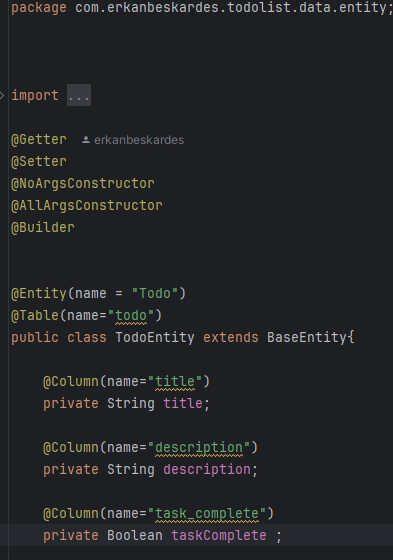 package com.erkanbeskardes.todolist.data.entity;
import ...
@Getter erkanbeskardes
@Setter
@NoArgsConstructor
@AllArgsConstructor
@Builder
@Entity(name = "Todo")
@Table(name="todo")
public class TodoEntity extends BaseEntity{
@Column(name="title")
private String title;
@Column(name="description")
private String description;
@Column(name="task_complete")
private Boolean taskComplete ;